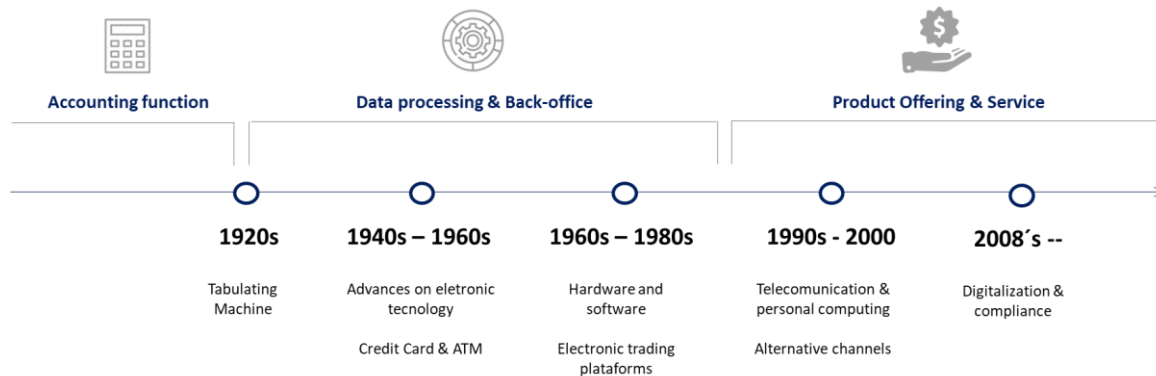 $
Accounting function
Data processing & Back-office
Product Offering & Service
1920s
1940s – 1960s
1960s – 1980s
1990s - 2000
2008´s --
Tabulating
Machine
Advances on eletronic
tecnology
Credit Card & ATM
Hardware and
software
Electronic trading
plataforms
Telecomunication &
personal computing
Alternative channels
Digitalization &
compliance